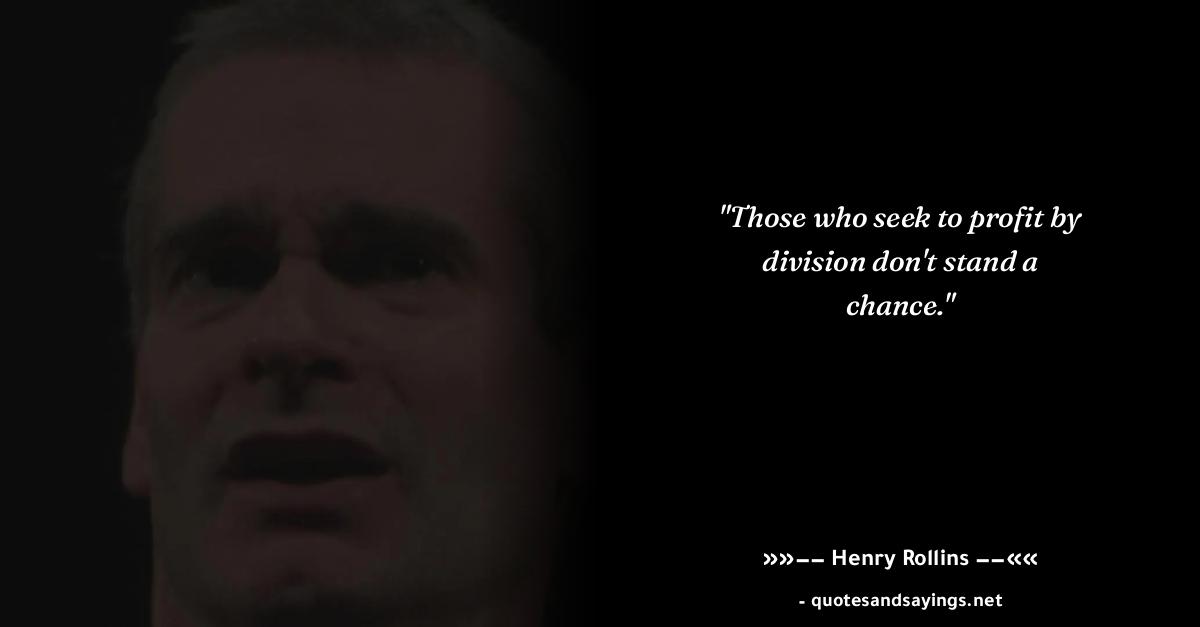 "Those who seek to profit by
division don't stand a
chance."
»»-- Henry Rollins --««
- quotesandsayings.net